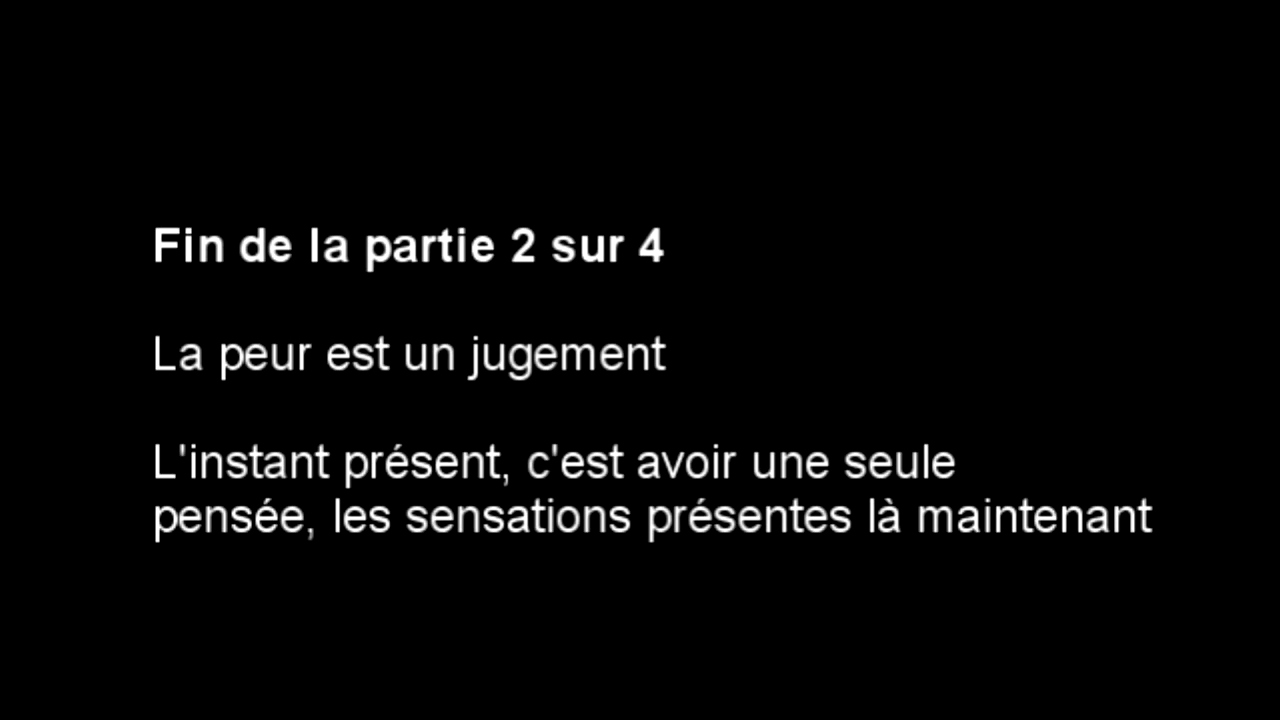 Fin de la partie 2 sur 4
La peur est un jugement
L'instant présent, c'est avoir une seule
pensée, les sensations présentes là maintenant